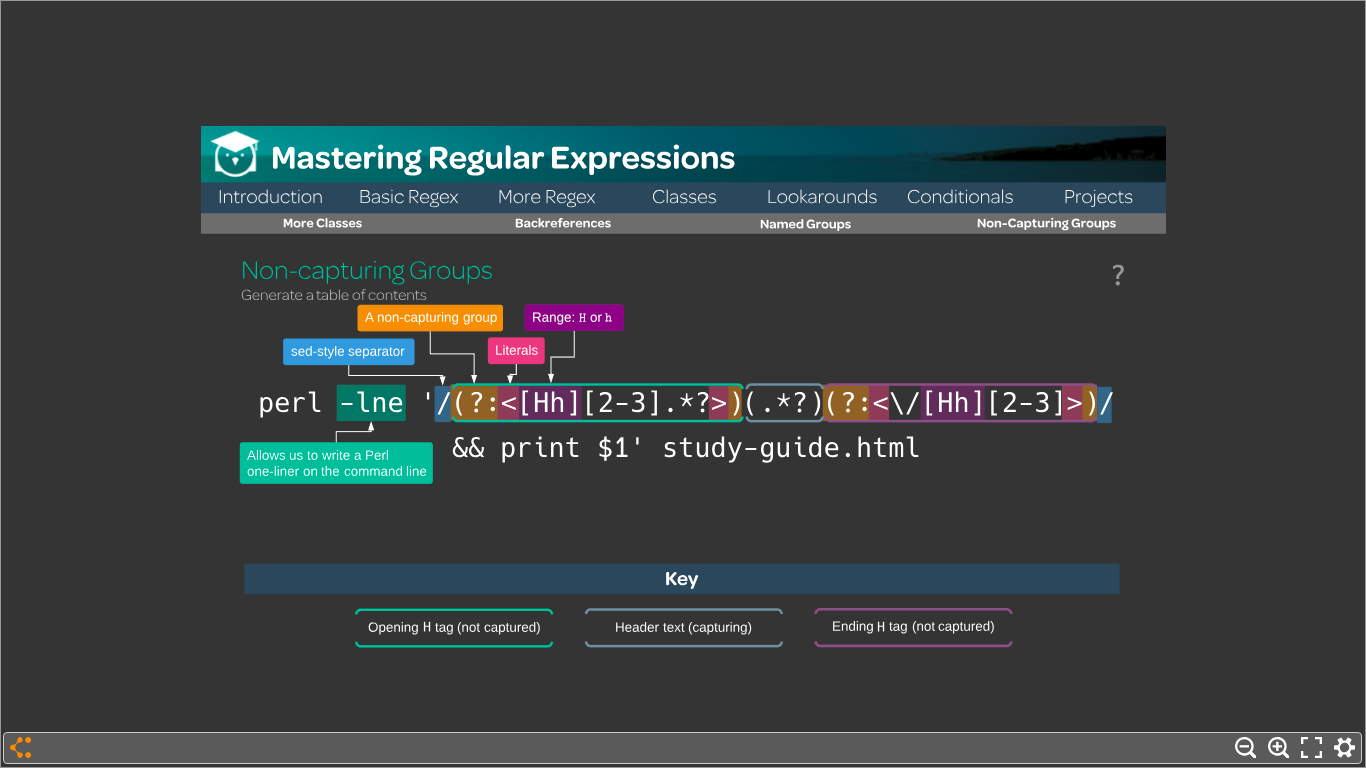 Mastering Regular Expressions
Introduction Basic Regex More Regex Classes Lookarounds Conditionals Projects
More Classes Backreferences Named Groups Non-Capturing Groups
Non-capturing Groups
?
Generate a table of contents
A non-capturing group
Range: H or h
sed-style separator
Literals
perl -lne '/(?:<[Hh][2-3].*?>)(.*?)(?:<\/[Hh][2-3]>)/
&& print $1' study-guide.html
Allows us to write a Perl
one-liner on the command line
Key
Opening H tag (not captured)
Header text (capturing)
Ending H tag (not captured)